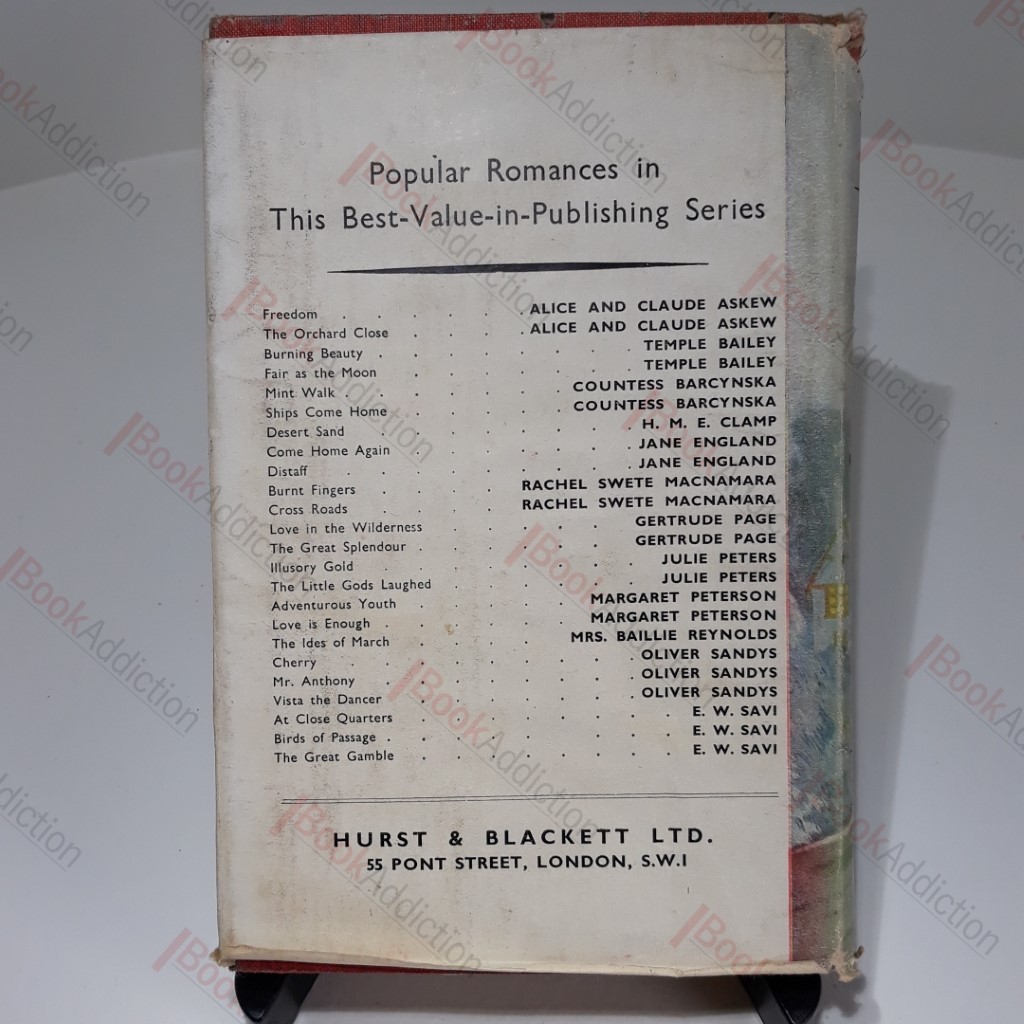 Popular Romances in
This Best-Value-in-Publishing Series
Freedom . . . . . ALICE AND CLAUDE ASKEW
The Orchard Close . . . . ALICE AND CLAUDE ASKEW
Burning Beauty . . . . . . . . TEMPLE BAILEY
Fair as the Moon . . . . . . . TEMPLE BAILEY
Mint Walk . . . . . . . COUNTESS BARCYNSKA
Ships Come Home . . . . . COUNTESS BARCYNSKA
Desert Sand . . . . . . . . H. M. E. CLAMP
Come Home Again . . . . . . . JANE ENGLAND
Distaff . . . . . . . . . JANE ENGLAND
Burnt Fingers . . . . RACHEL SWETE MACNAMARA
Cross Roads . . . . RACHEL SWETE MACNAMARA
Love in the Wilderness . . . . . GERTRUDE PAGE
The Great Splendour . . . . . . GERTRUDE PAGE
Illusory Gold . . . . . . . JULIE PETERS
The Little Gods Laughed . . . . . . JULIE PETERS
Adventurous Youth . . . . . MARGARET PETERSON
Love is Enough . . . . . . MARGARET PETERSON
The Ides of March . . . . . MRS. BAILLIE REYNOLDS
Cherry . . . . . . . . OLIVER SANDYS
Mr. Anthony . . . . . . . . OLIVER SANDYS
Vista the Dancer . . . . . . . OLIVER SANDYS
At Close Quarters . . . . . . . . E. W. SAVI
Birds of Passage . . . . . . . . . E. W. SAVI
The Great Gamble . . . . . . . . E. W. SAVI
HURST & BLACKETT LTD.
55 PONT STREET, LONDON, S.W.1
BookAddiction